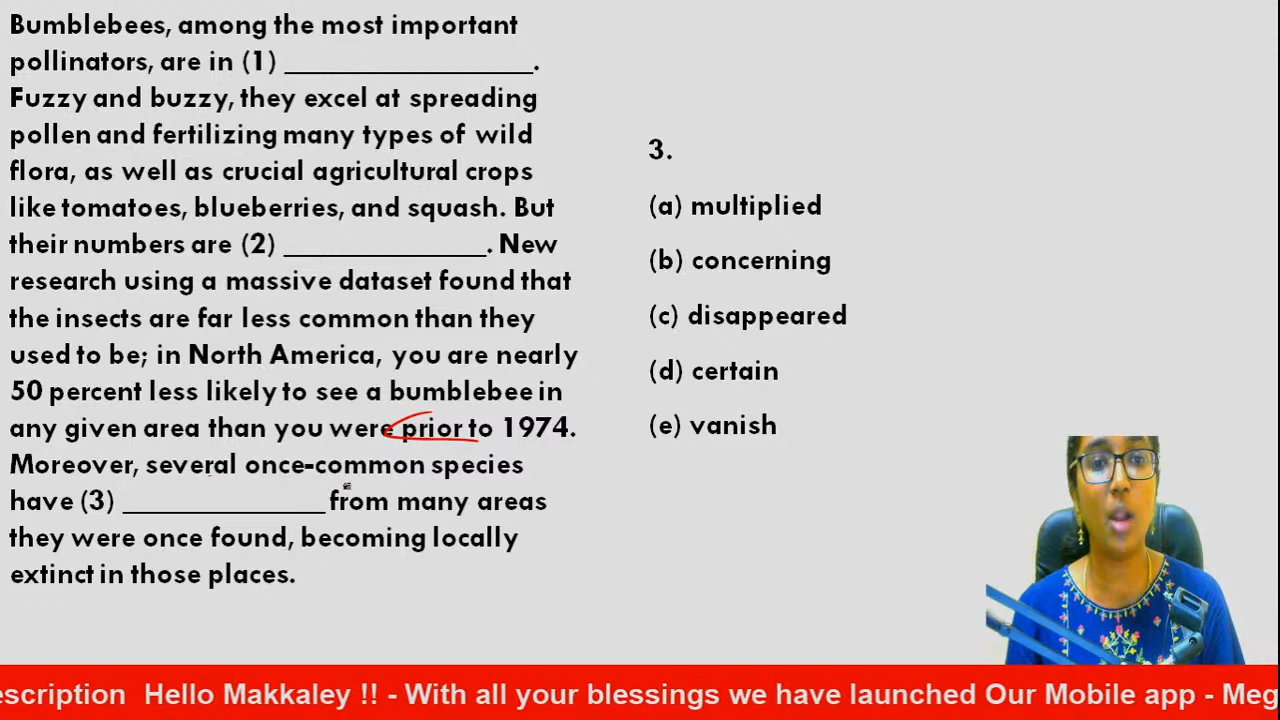 Bumblebees, among the most important
pollinators, are in (1) __________________.
Fuzzy and buzzy, they excel at spreading
pollen and fertilizing many types of wild
flora, as well as crucial agricultural crops
like tomatoes, blueberries, and squash. But
their numbers are (2) _______________. New
research using a massive dataset found that
the insects are far less common than they
used to be; in North America, you are nearly
50 percent less likely to see a bumblebee in
any given area than you were prior to 1974.
Moreover, several once-common species
have (3) _______________ from many areas
they were once found, becoming locally
extinct in those places.
3.
(a) multiplied
(b) concerning
(c) disappeared
(d) certain
(e) vanish
escription Hello Makkaley !! - With all your blessings we have launched Our Mobile app - Meg